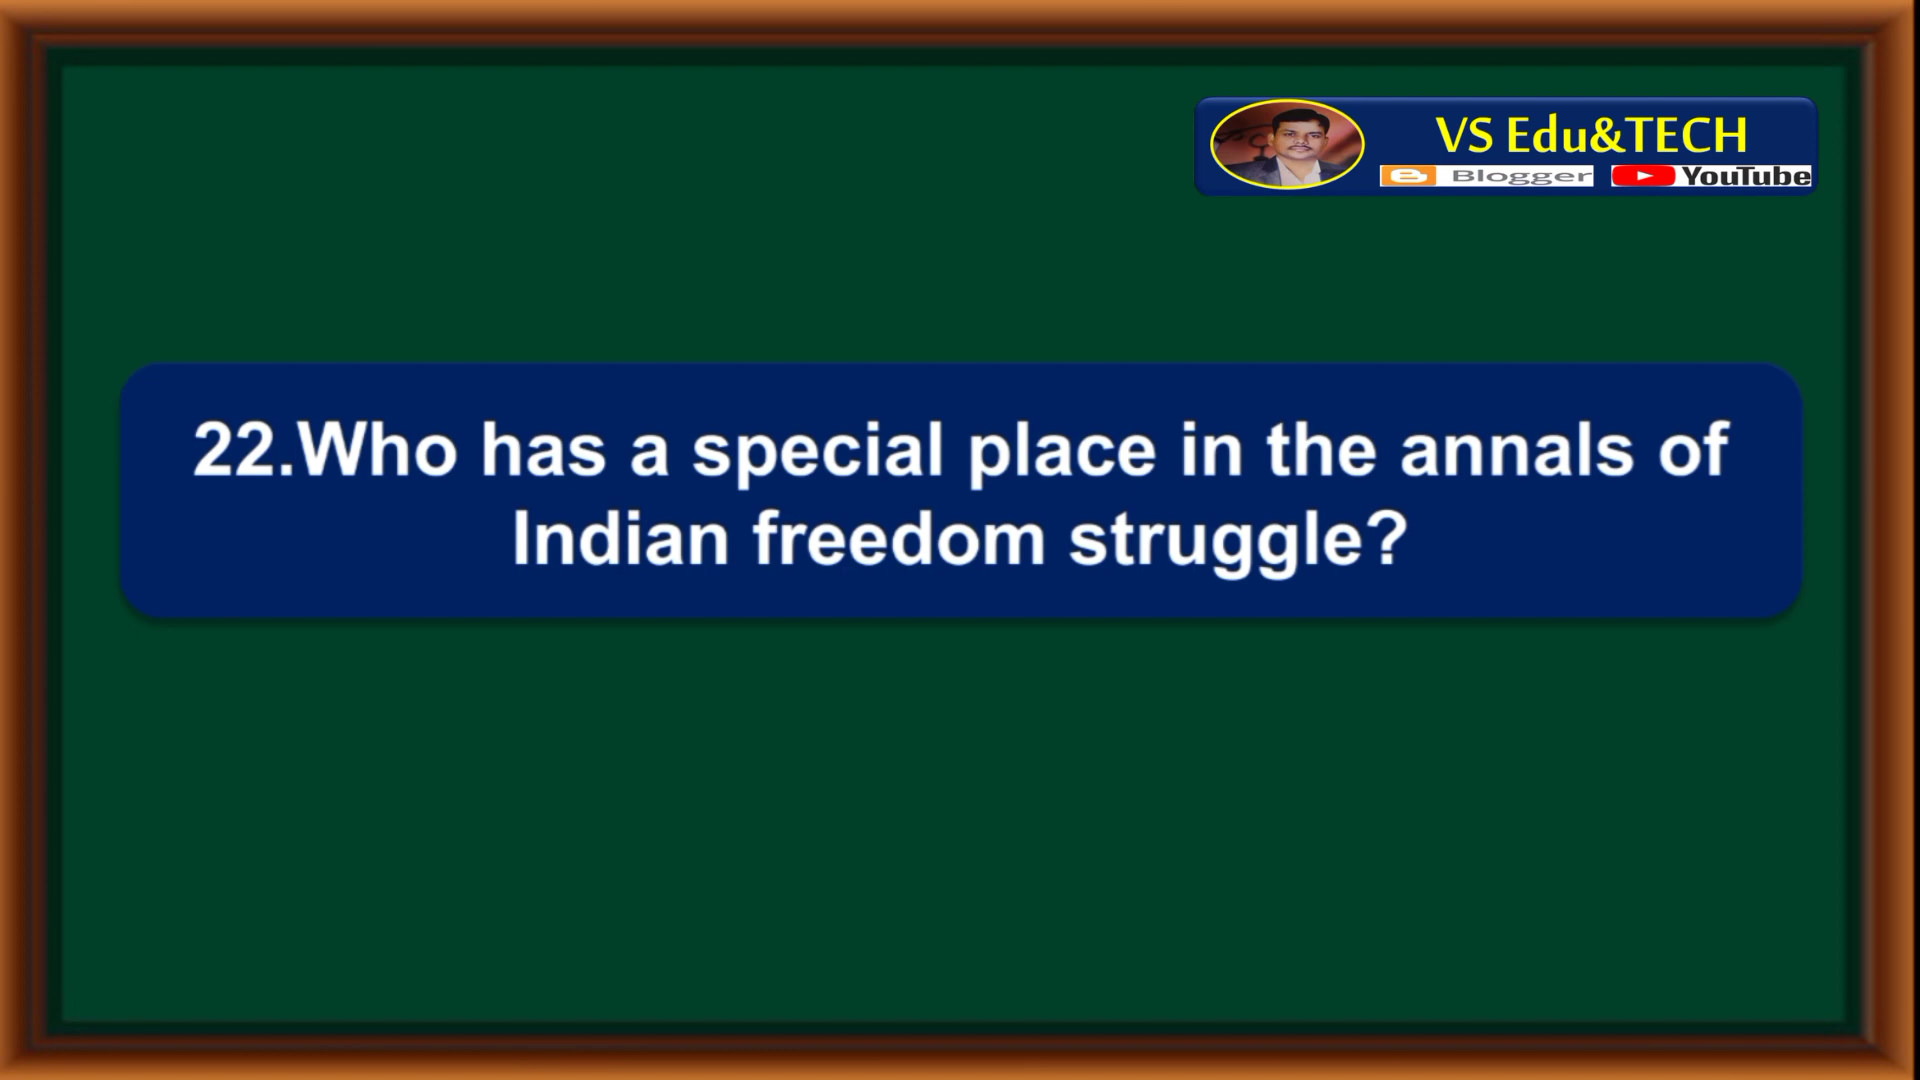 VS Edu&TECH
Blogger YouTube
22.Who has a special place in the annals of
Indian freedom struggle?